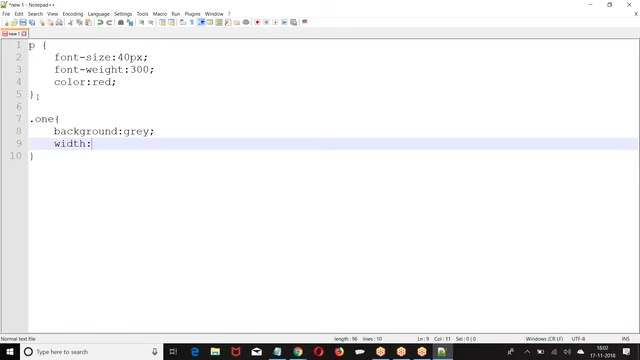 *new 1 - Notepad++
File Edit Search View Encoding Language Settings Tools Macro Run Plugins Window ?
new 1
1 p {
2 font-size:40px;
3 font-weight:300;
4 color:red;
5 }
6
7 .one{
8 background:grey;
9 width:
10 }
Normal text file length : 96 lines : 10 Ln : 9 Col : 11 Sel : 0 | 0 Windows (CR LF) UTF-8 INS
Type here to search
18:02
17-11-2018